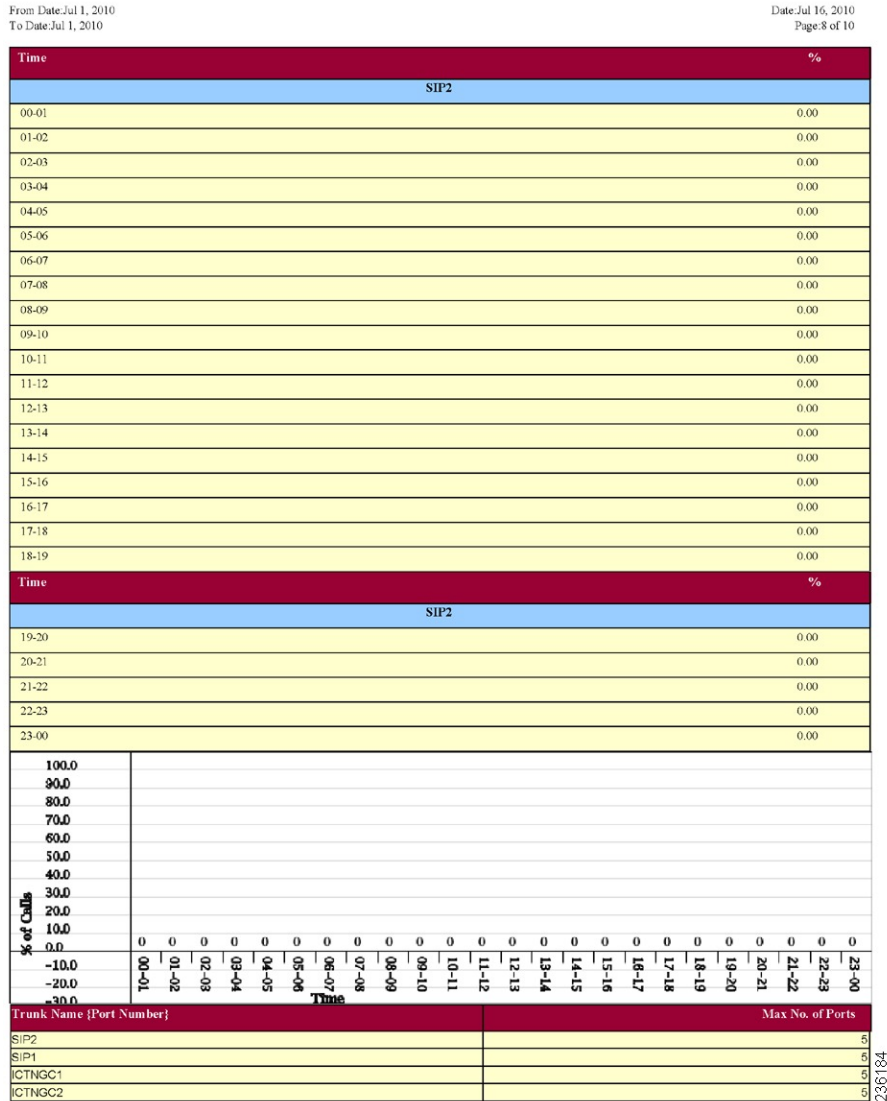 From Date:Jul 1, 2010 Date:Jul 16, 2010
To Date:Jul 1, 2010 Page:8 of 10
Time %
SIP2
00-01 0.00
01-02 0.00
02-03 0.00
03-04 0.00
04-05 0.00
05-06 0.00
06-07 0.00
07-08 0.00
08-09 0.00
09-10 0.00
10-11 0.00
11-12 0.00
12-13 0.00
13-14 0.00
14-15 0.00
15-16 0.00
16-17 0.00
17-18 0.00
18-19 0.00
Time %
SIP2
19-20 0.00
20-21 0.00
21-22 0.00
22-23 0.00
23-00 0.00
100.0
90.0
80.0
70.0
60.0
50.0
40.0
30.0
20.0
10.0
0.0
-10.0
-20.0
-30.0
% of Calls
0 0 0 0 0 0 0 0 0 0 0 0 0 0 0 0 0 0 0 0 0 0 0 0
00-01 01-02 02-03 03-04 04-05 05-06 06-07 07-08 08-09 09-10 10-11 11-12 12-13 13-14 14-15 15-16 16-17 17-18 18-19 19-20 20-21 21-22 22-23 23-00
Time
Trunk Name {Port Number} Max No. of Ports
SIP2 5
SIP1 5
ICTNGC1 5
ICTNGC2 5
236184